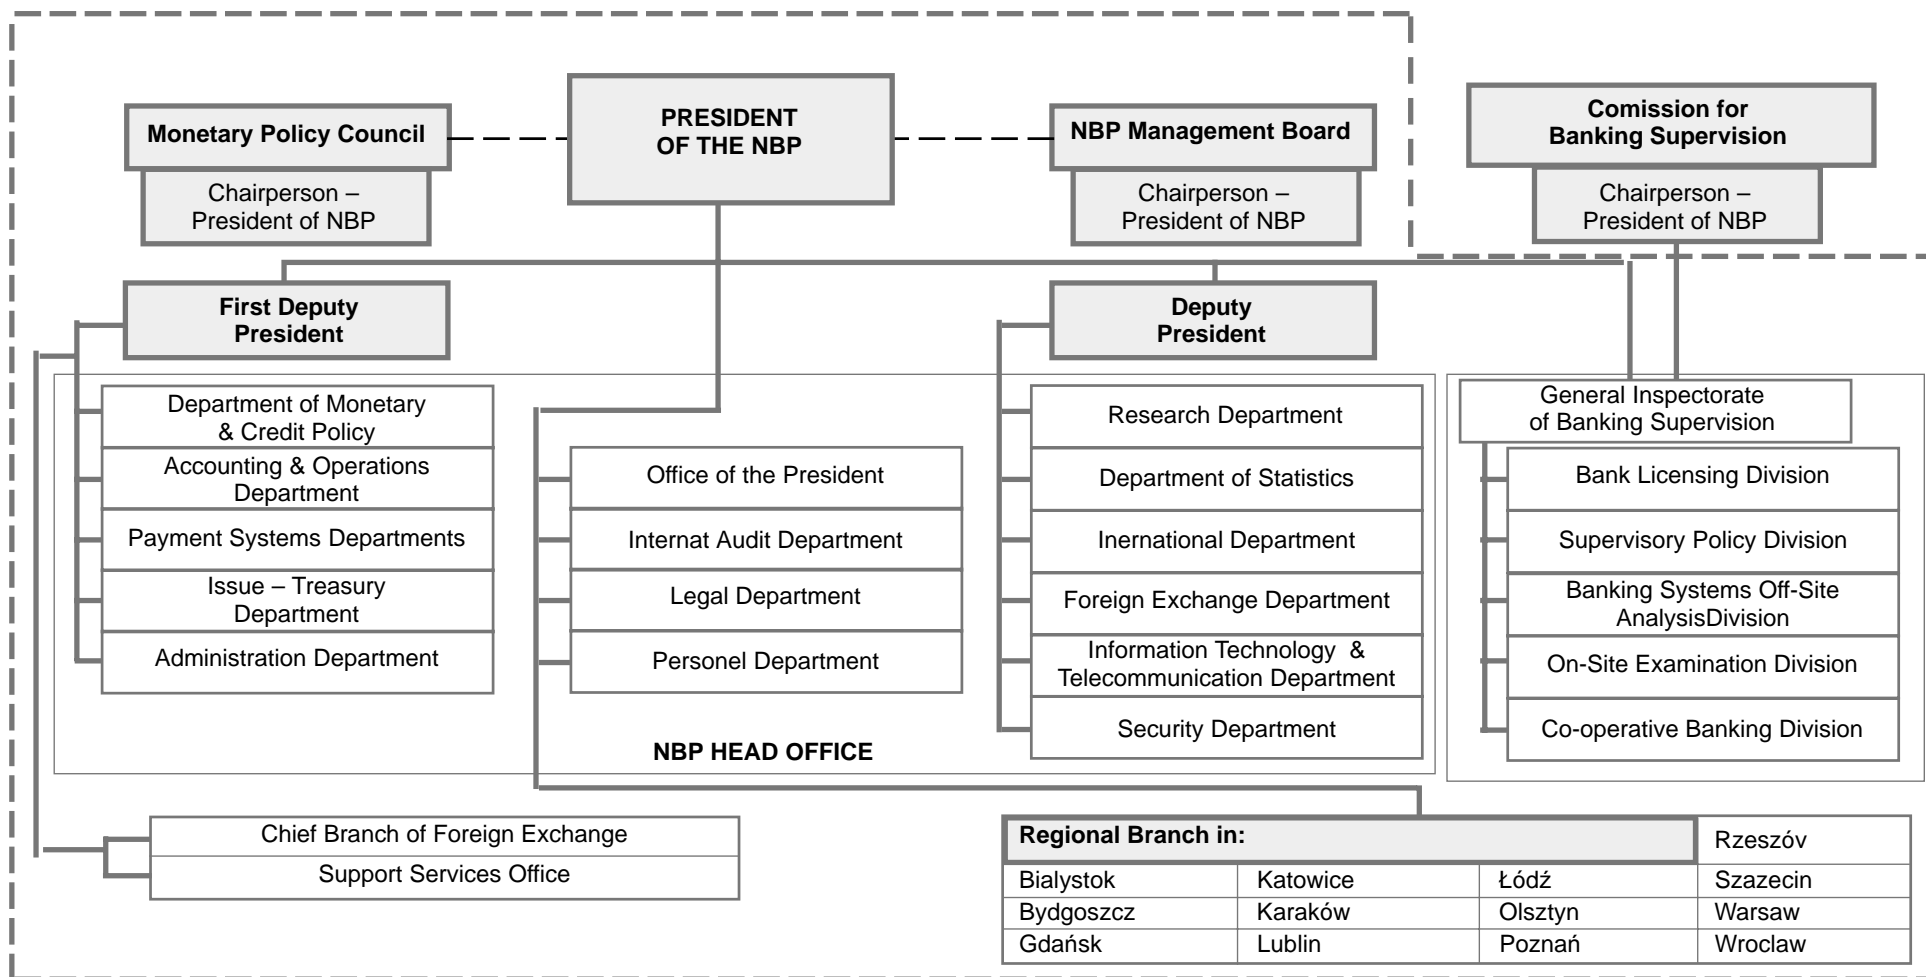 PRESIDENT
OF THE NBP
Monetary Policy Council
Chairperson –
President of NBP
NBP Management Board
Chairperson –
President of NBP
Comission for
Banking Supervision
Chairperson –
President of NBP
First Deputy
President
Deputy
President
Department of Monetary
& Credit Policy
Accounting & Operations
Department
Payment Systems Departments
Issue – Treasury
Department
Administration Department
Office of the President
Internat Audit Department
Legal Department
Personel Department
Research Department
Department of Statistics
Inernational Department
Foreign Exchange Department
Information Technology &
Telecommunication Department
Security Department
General Inspectorate
of Banking Supervision
Bank Licensing Division
Supervisory Policy Division
Banking Systems Off-Site
AnalysisDivision
On-Site Examination Division
Co-operative Banking Division
NBP HEAD OFFICE
Chief Branch of Foreign Exchange
Support Services Office
Regional Branch in: Rzeszóv
Bialystok Katowice Łódź Szazecin
Bydgoszcz Karaków Olsztyn Warsaw
Gdańsk Lublin Poznań Wroclaw